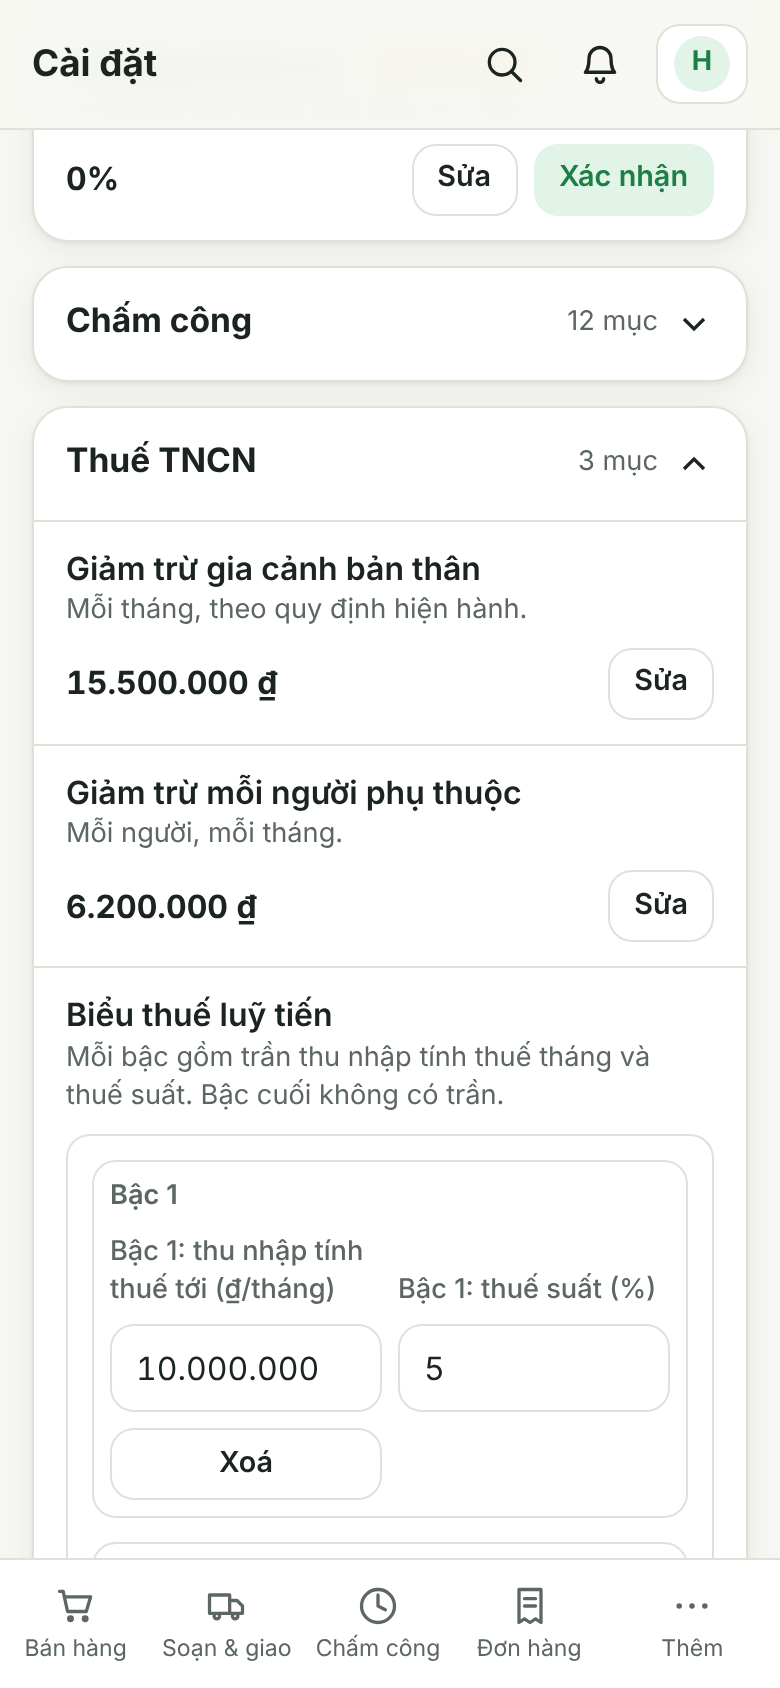 Cài đặt
H
0%
Sửa
Xác nhận
Chấm công
12 mục
Thuế TNCN
3 mục
Giảm trừ gia cảnh bản thân
Mỗi tháng, theo quy định hiện hành.
15.500.000 ₫
Sửa
Giảm trừ mỗi người phụ thuộc
Mỗi người, mỗi tháng.
6.200.000 ₫
Sửa
Biểu thuế luỹ tiến
Mỗi bậc gồm trần thu nhập tính thuế tháng và
thuế suất. Bậc cuối không có trần.
Bậc 1
Bậc 1: thu nhập tính
thuế tới (₫/tháng)
Bậc 1: thuế suất (%)
10.000.000
5
Xoá
Bán hàng
Soạn & giao
Chấm công
Đơn hàng
Thêm